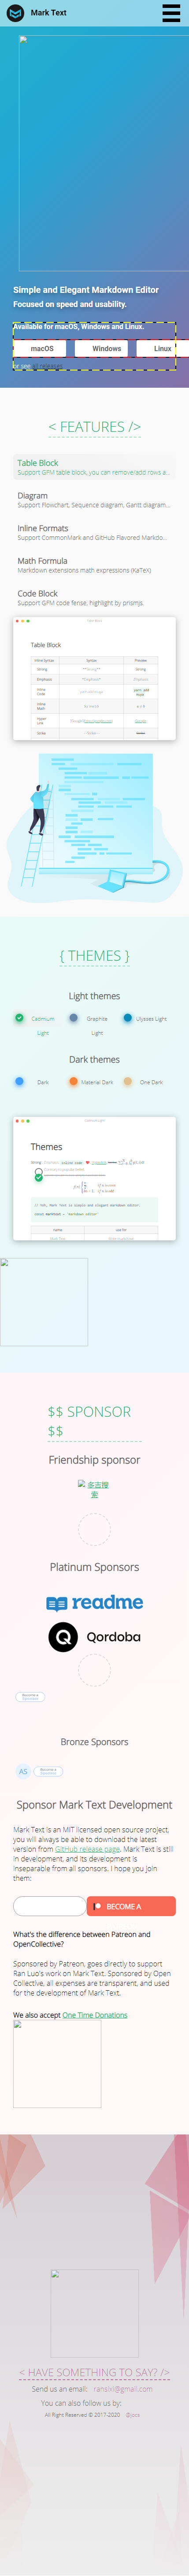 Mark Text
Simple and Elegant Markdown Editor
Focused on speed and usability.
Available for macOS, Windows and Linux.
macOS
Windows
Linux
or see
< FEATURES />
Table Block
Support GFM table block, you can remove/add rows a...
Diagram
Support Flowchart, Sequence diagram, Gantt diagram...
Inline Formats
Support CommonMark and GitHub Flavored Markdo...
Math Formula
Markdown extensions math expressions (KaTeX)
Code Block
Support GFM code fense, highlight by prismjs.
Table Block
{ THEMES }
Light themes
Cadmium Light
Graphite Light
Ulysses Light
Dark themes
Dark
Material Dark
One Dark
Themes
$$ SPONSOR
$$
Friendship sponsor
多吉搜
索
Platinum Sponsors
readme
Qordoba
Become a
Bronze Sponsors
AS
Become a
Sponsor Mark Text Development
Mark Text is an MIT licensed open source project,
you will always be able to download the latest
version from GitHub release page. Mark Text is still
in development, and its development is
inseparable from all sponsors. I hope you join
them:
BECOME A
What's the difference between Patreon and
OpenCollective?
Sponsored by Patreon, goes directly to support
Ran Luo's work on Mark Text. Sponsored by Open
Collective, all expenses are transparent, and used
for the development of Mark Text.
We also accept One Time Donations
< HAVE SOMETHING TO SAY? />
Send us an email: ransixi@gmail.com
You can also follow us by:
All Right Reserved © 2017-2020 @Jocs